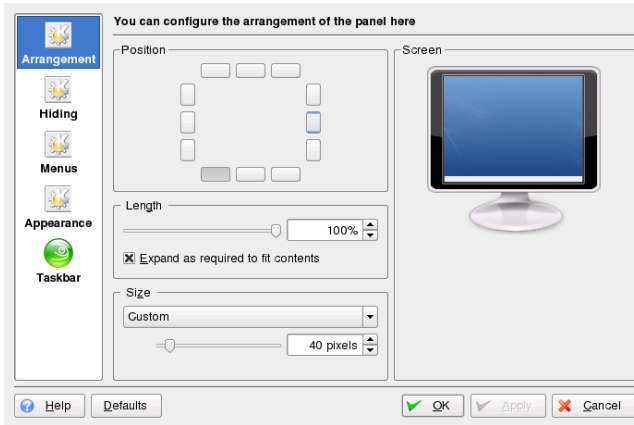 You can configure the arrangement of the panel here
Arrangement
Hiding
Menus
Appearance
Taskbar
Position
Length
100%
Expand as required to fit contents
Size
Custom
40 pixels
Screen
Help
Defaults
OK
Apply
Cancel